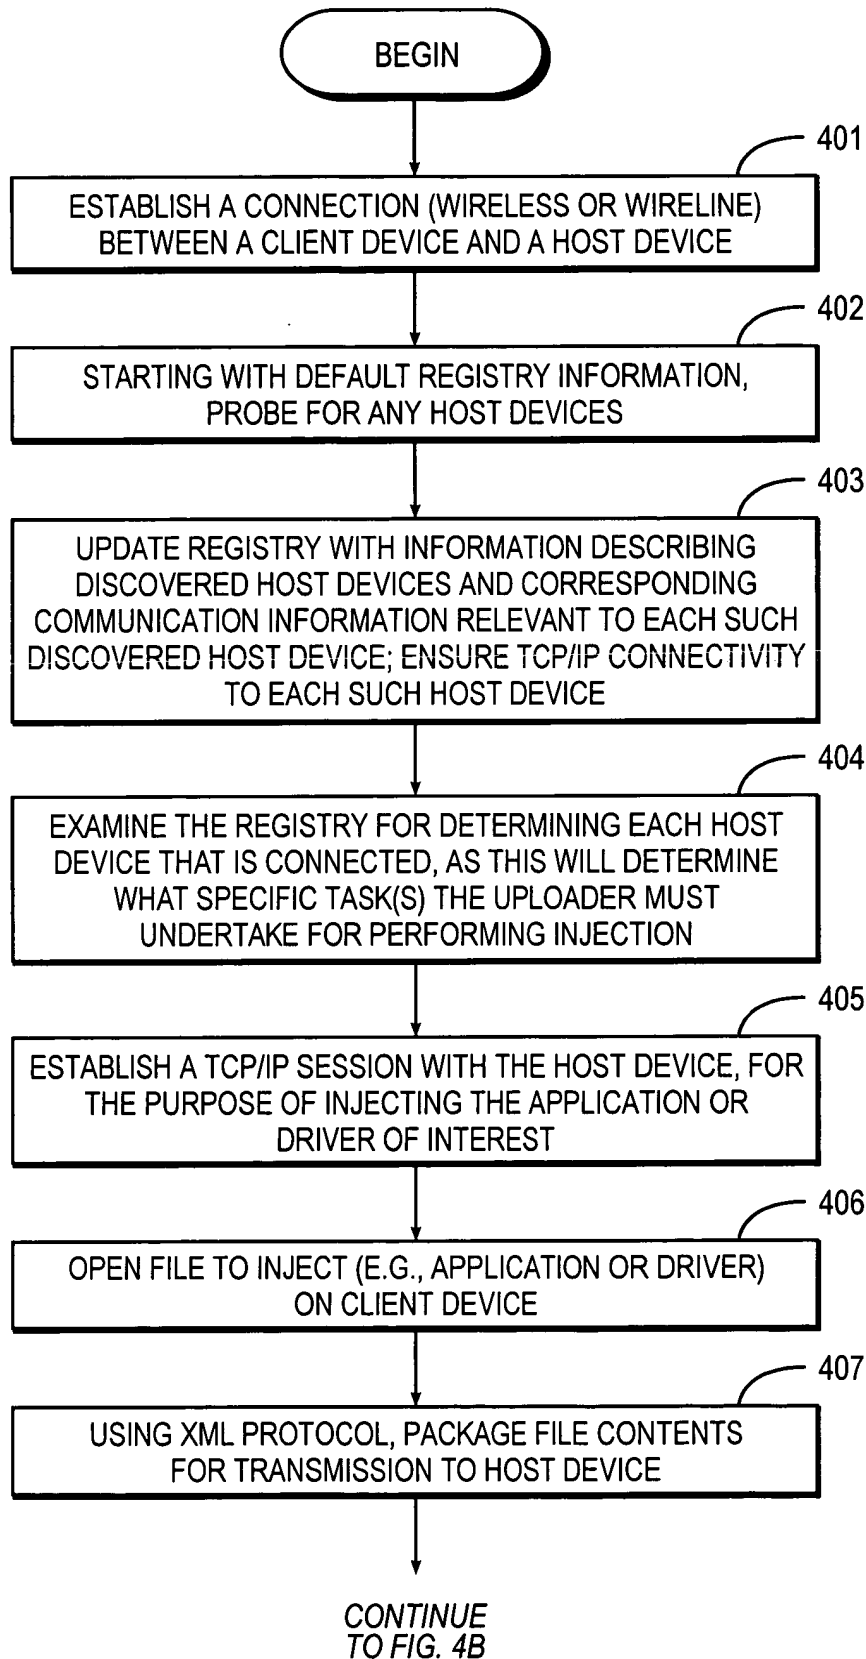 BEGIN
401
ESTABLISH A CONNECTION (WIRELESS OR WIRELINE)
BETWEEN A CLIENT DEVICE AND A HOST DEVICE
402
STARTING WITH DEFAULT REGISTRY INFORMATION,
PROBE FOR ANY HOST DEVICES
403
UPDATE REGISTRY WITH INFORMATION DESCRIBING
DISCOVERED HOST DEVICES AND CORRESPONDING
COMMUNICATION INFORMATION RELEVANT TO EACH SUCH
DISCOVERED HOST DEVICE; ENSURE TCP/IP CONNECTIVITY
TO EACH SUCH HOST DEVICE
404
EXAMINE THE REGISTRY FOR DETERMINING EACH HOST
DEVICE THAT IS CONNECTED, AS THIS WILL DETERMINE
WHAT SPECIFIC TASK(S) THE UPLOADER MUST
UNDERTAKE FOR PERFORMING INJECTION
405
ESTABLISH A TCP/IP SESSION WITH THE HOST DEVICE, FOR
THE PURPOSE OF INJECTING THE APPLICATION OR
DRIVER OF INTEREST
406
OPEN FILE TO INJECT (E.G., APPLICATION OR DRIVER)
ON CLIENT DEVICE
407
USING XML PROTOCOL, PACKAGE FILE CONTENTS
FOR TRANSMISSION TO HOST DEVICE
CONTINUE
TO FIG. 4B